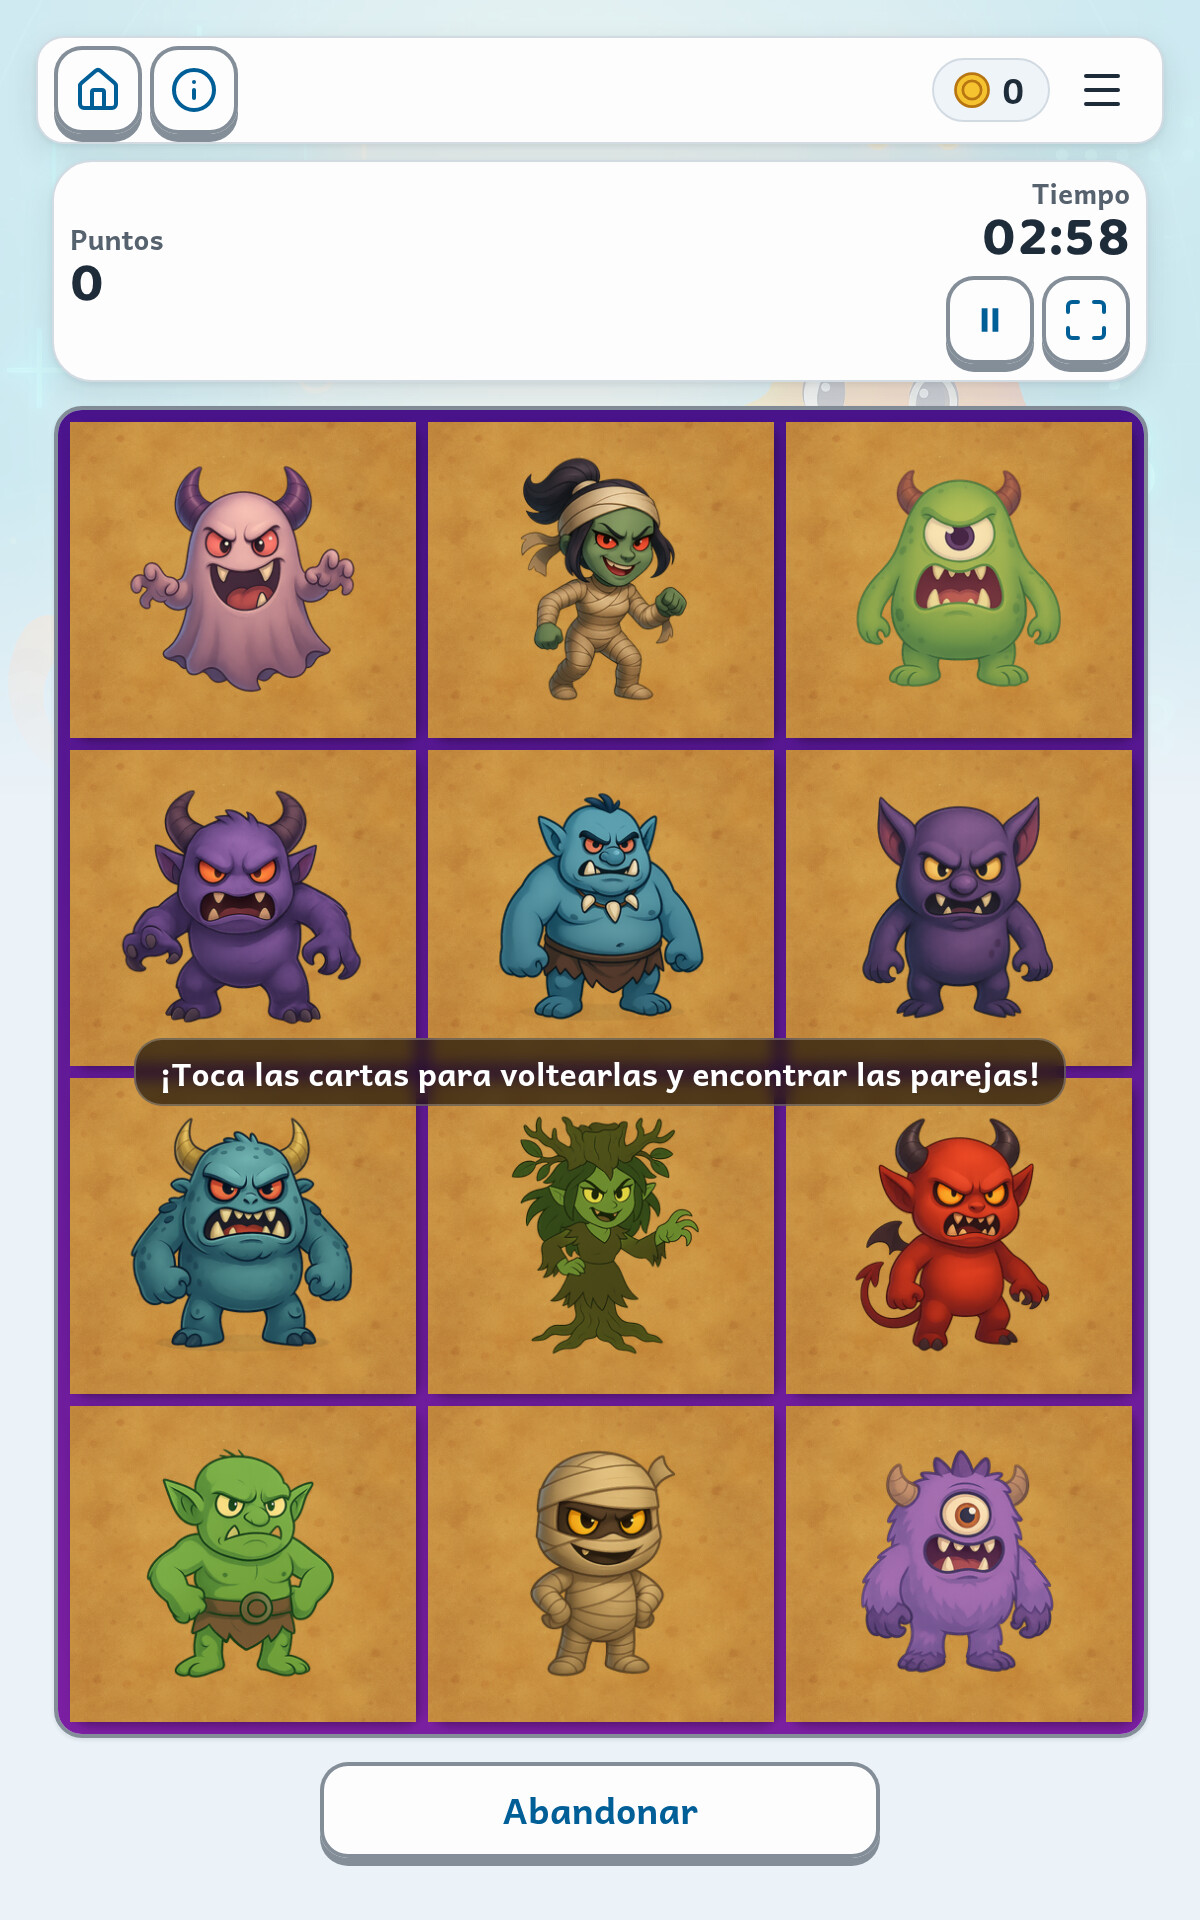 0
Puntos
0
Tiempo
02:58
¡Toca las cartas para voltearlas y encontrar las parejas!
Abandonar